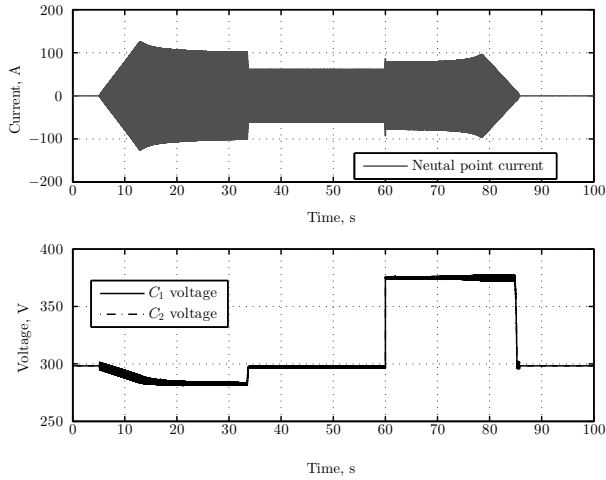 200
100
0
−100
−200
Current, A
Neutal point current
0 10 20 30 40 50 60 70 80 90 100
Time, s
400
350
300
250
Voltage, V
C₁ voltage
C₂ voltage
0 10 20 30 40 50 60 70 80 90 100
Time, s